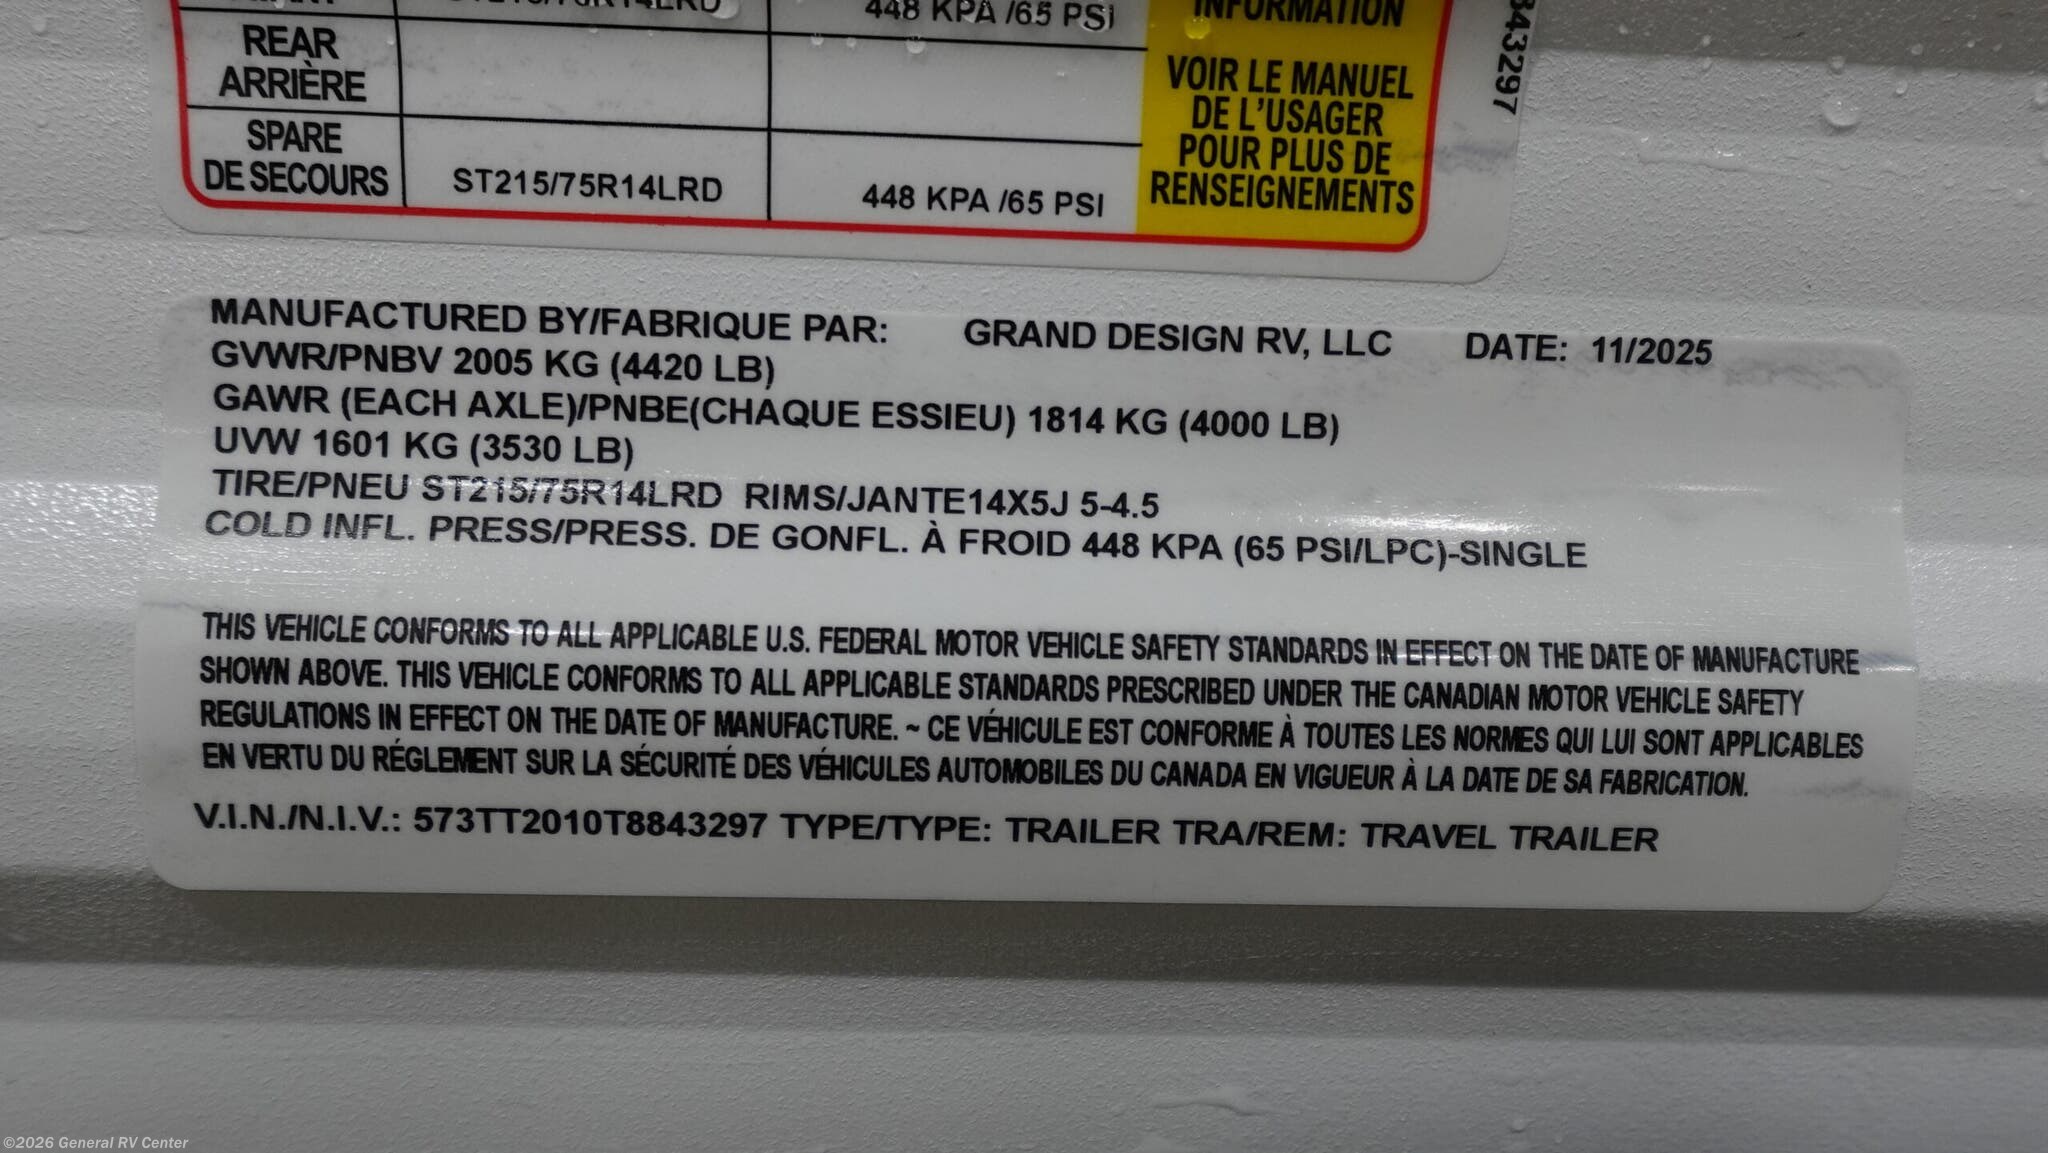 448 KPA /65 PSI
INFORMATION
REAR
ARRIÈRE
VOIR LE MANUEL
DE L'USAGER
POUR PLUS DE
RENSEIGNEMENTS
SPARE
DE SECOURS
ST215/75R14LRD
448 KPA /65 PSI
843297
MANUFACTURED BY/FABRIQUE PAR: GRAND DESIGN RV, LLC DATE: 11/2025
GVWR/PNBV 2005 KG (4420 LB)
GAWR (EACH AXLE)/PNBE(CHAQUE ESSIEU) 1814 KG (4000 LB)
UVW 1601 KG (3530 LB)
TIRE/PNEU ST215/75R14LRD RIMS/JANTE14X5J 5-4.5
COLD INFL. PRESS/PRESS. DE GONFL. À FROID 448 KPA (65 PSI/LPC)-SINGLE
THIS VEHICLE CONFORMS TO ALL APPLICABLE U.S. FEDERAL MOTOR VEHICLE SAFETY STANDARDS IN EFFECT ON THE DATE OF MANUFACTURE
SHOWN ABOVE. THIS VEHICLE CONFORMS TO ALL APPLICABLE STANDARDS PRESCRIBED UNDER THE CANADIAN MOTOR VEHICLE SAFETY
REGULATIONS IN EFFECT ON THE DATE OF MANUFACTURE. ~ CE VÉHICULE EST CONFORME À TOUTES LES NORMES QUI LUI SONT APPLICABLES
EN VERTU DU RÉGLEMENT SUR LA SÉCURITÉ DES VÉHICULES AUTOMOBILES DU CANADA EN VIGUEUR À LA DATE DE SA FABRICATION.
V.I.N./N.I.V.: 573TT2010T8843297 TYPE/TYPE: TRAILER TRA/REM: TRAVEL TRAILER
©2026 General RV Center